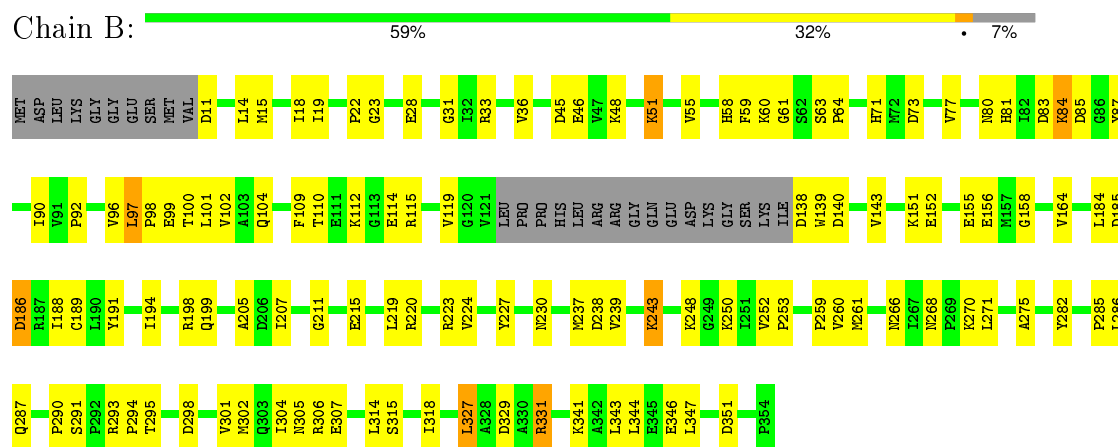 Chain B:
59% 32% • 7%
MET ASP LEU LYS GLY GLY GLU SER MET VAL D11 L14 M15 I18 I19 P22 G23 E28 G31 I32 R33 V36 D45 E46 V47 K48 K51 V55 H58 F59 K60 G61 S62 S63 P64 H71 M72 D73 V77 N80 H81 I82 D83 K84 D85 G86 Y87
I90 V91 P92 V96 L97 P98 E99 T100 L101 V102 A103 Q104 F109 T110 E111 K112 G113 E114 R115 V119 G120 V121 LEU PRO PRO HIS LEU ARG ARG GLY GLN GLU ASP LYS GLY SER LYS ILE D138 W139 D140 V143 K151 E152 E155 E156 M157 G158 V164 L184 D185
D186 R187 I188 C189 L190 Y191 I194 R198 Q199 A205 D206 I207 G211 E215 L219 R220 R223 V224 Y227 N230 M237 D238 V239 K243 K248 G249 K250 I251 V252 P253 P259 V260 M261 N266 I267 N268 P269 K270 L271 A275 Y282 P285 L286
Q287 P290 S291 P292 R293 P294 T295 D298 V301 M302 Q303 I304 N305 R306 E307 L314 S315 I318 L327 A328 D329 A330 R331 K341 A342 L343 L344 E345 E346 L347 D351 P354